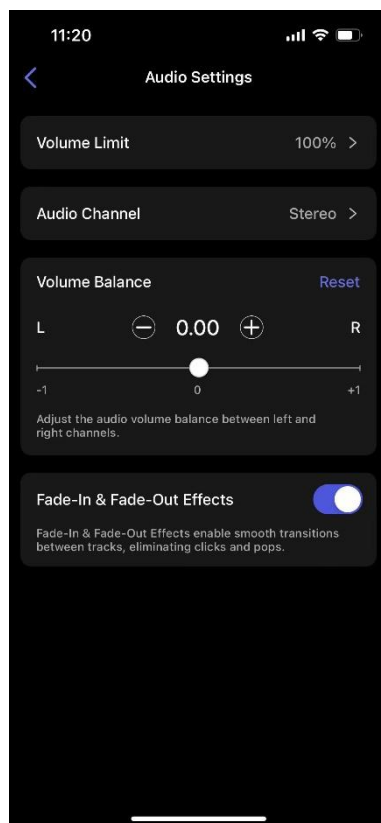 11:20
Audio Settings
Volume Limit 100% >
Audio Channel Stereo >
Volume Balance Reset
L 0.00 R
-1 0 +1
Adjust the audio volume balance between left and
right channels.
Fade-In & Fade-Out Effects
Fade-In & Fade-Out Effects enable smooth transitions
between tracks, eliminating clicks and pops.